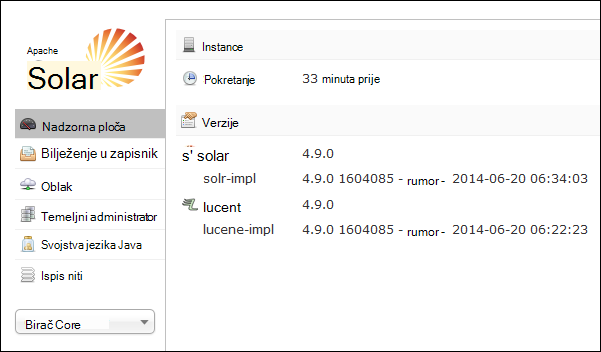 Apache
Solar
Nadzorna ploča
Bilježenje u zapisnik
Oblak
Temeljni administrator
Svojstva jezika Java
Ispis niti
Birač Core
Instance
Pokretanje 33 minuta prije
Verzije
s' solar 4.9.0
solr-impl 4.9.0 1604085 - rumor - 2014-06-20 06:34:03
lucent 4.9.0
lucene-impl 4.9.0 1604085 - rumor - 2014-06-20 06:22:23